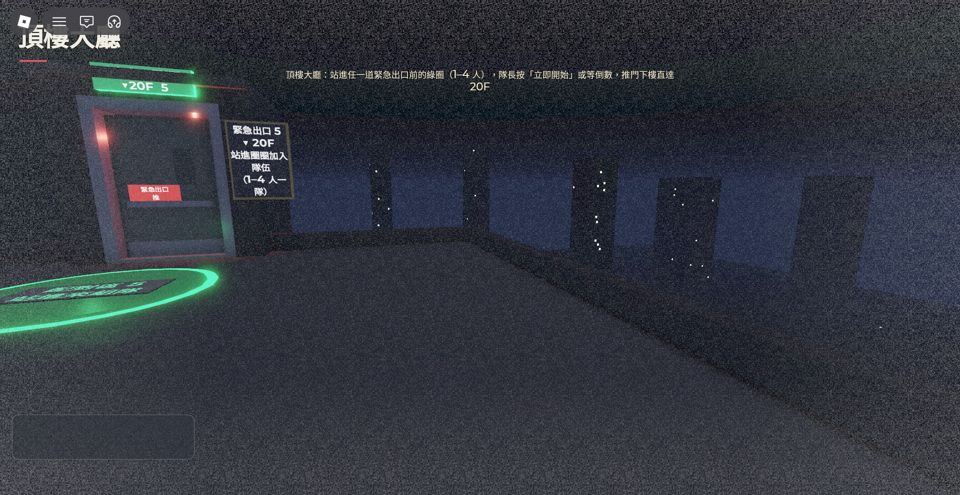 頂樓大廳
頂樓大廳：站進任一道緊急出口前的綠圈（1–4 人），隊長按「立即開始」或等倒數，推門下樓直達
20F
▼20F 5
緊急出口 5
▼ 20F
站進圈圈加入
隊伍
（1–4 人一
隊）
緊急出口
推